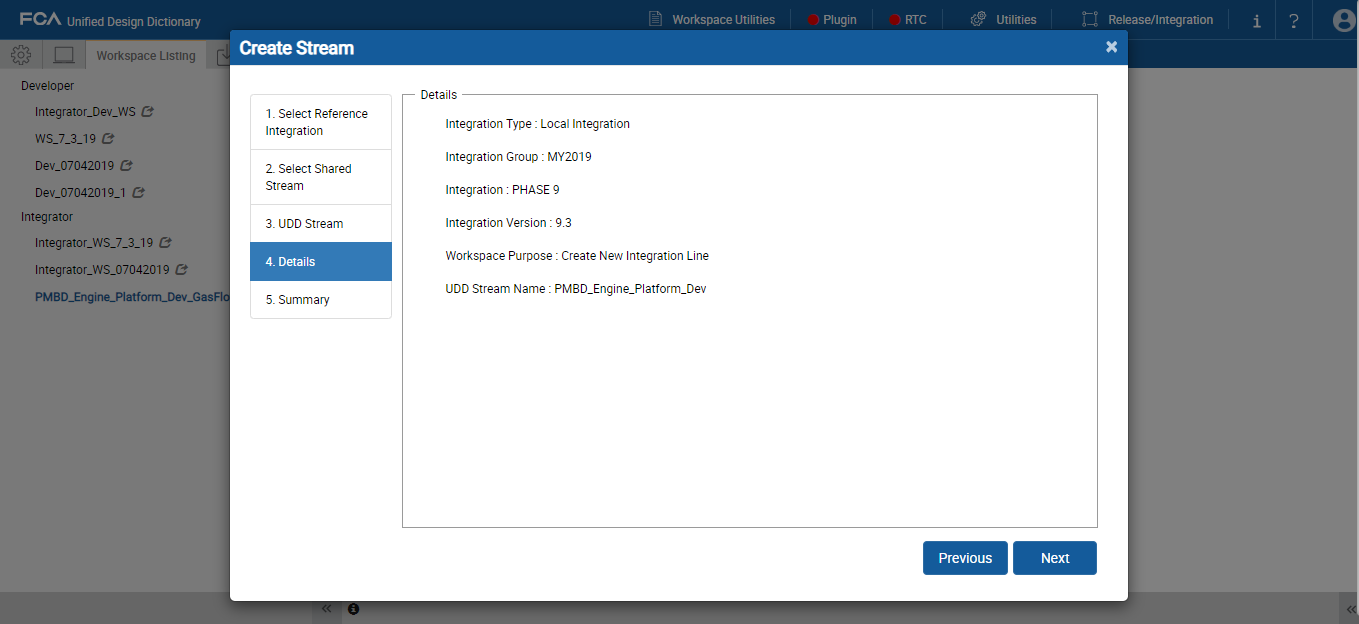 FCA Unified Design Dictionary
Workspace Utilities
Plugin
RTC
Utilities
Release/Integration
i
?
Workspace Listing
Developer
Integrator_Dev_WS
WS_7_3_19
Dev_07042019
Dev_07042019_1
Integrator
Integrator_WS_7_3_19
Integrator_WS_07042019
PMBD_Engine_Platform_Dev_GasFlo
Create Stream
×
1. Select Reference
Integration
2. Select Shared
Stream
3. UDD Stream
4. Details
5. Summary
Details
Integration Type : Local Integration
Integration Group : MY2019
Integration : PHASE 9
Integration Version : 9.3
Workspace Purpose : Create New Integration Line
UDD Stream Name : PMBD_Engine_Platform_Dev
Previous
Next